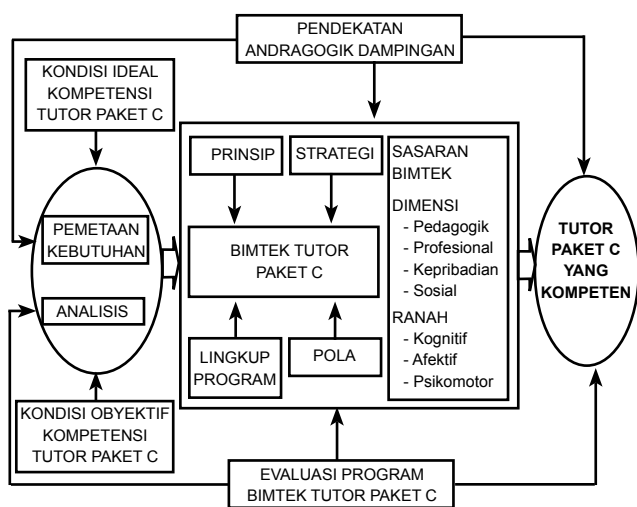 PENDEKATAN
ANDRAGOGIK DAMPINGAN
KONDISI IDEAL
KOMPETENSI
TUTOR PAKET C
PEMETAAN
KEBUTUHAN
ANALISIS
KONDISI OBYEKTIF
KOMPETENSI
TUTOR PAKET C
PRINSIP
STRATEGI
BIMTEK TUTOR
PAKET C
LINGKUP
PROGRAM
POLA
SASARAN
BIMTEK
DIMENSI
- Pedagogik
- Profesional
- Kepribadian
- Sosial
RANAH
- Kognitif
- Afektif
- Psikomotor
TUTOR
PAKET C
YANG
KOMPETEN
EVALUASI PROGRAM
BIMTEK TUTOR PAKET C